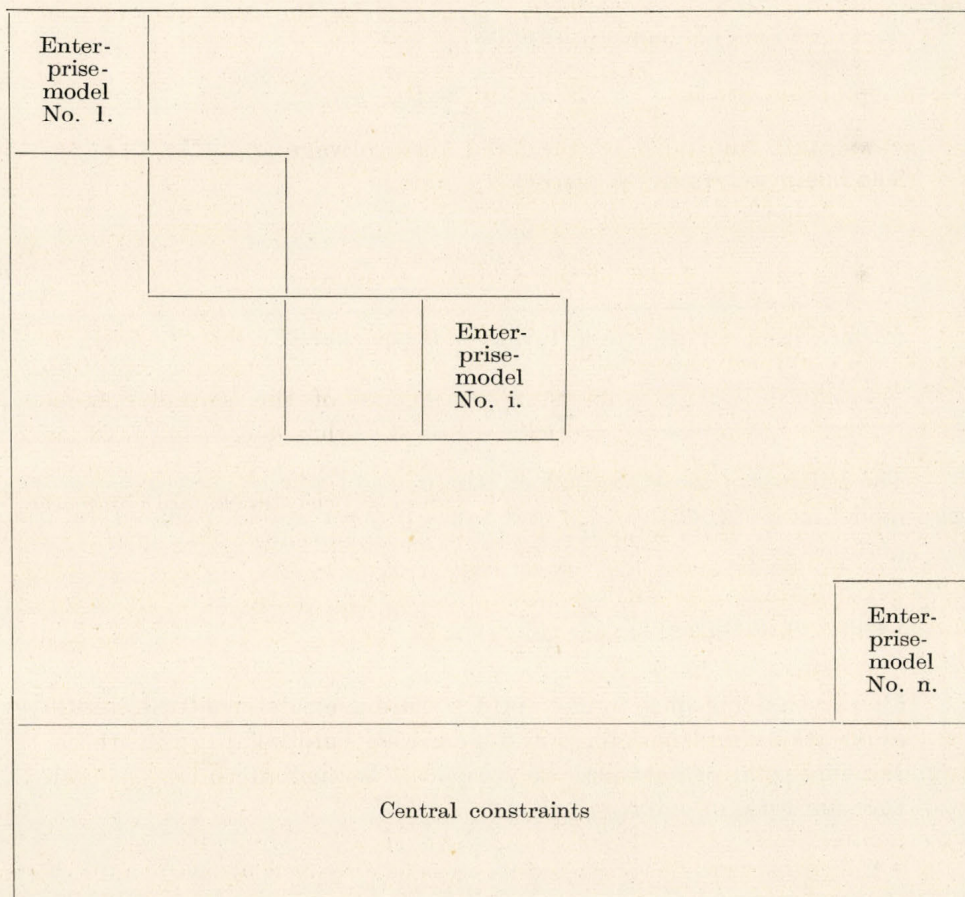 Enter-
prise-
model
No. 1.
Enter-
prise-
model
No. i.
Enter-
prise-
model
No. n.
Central constraints